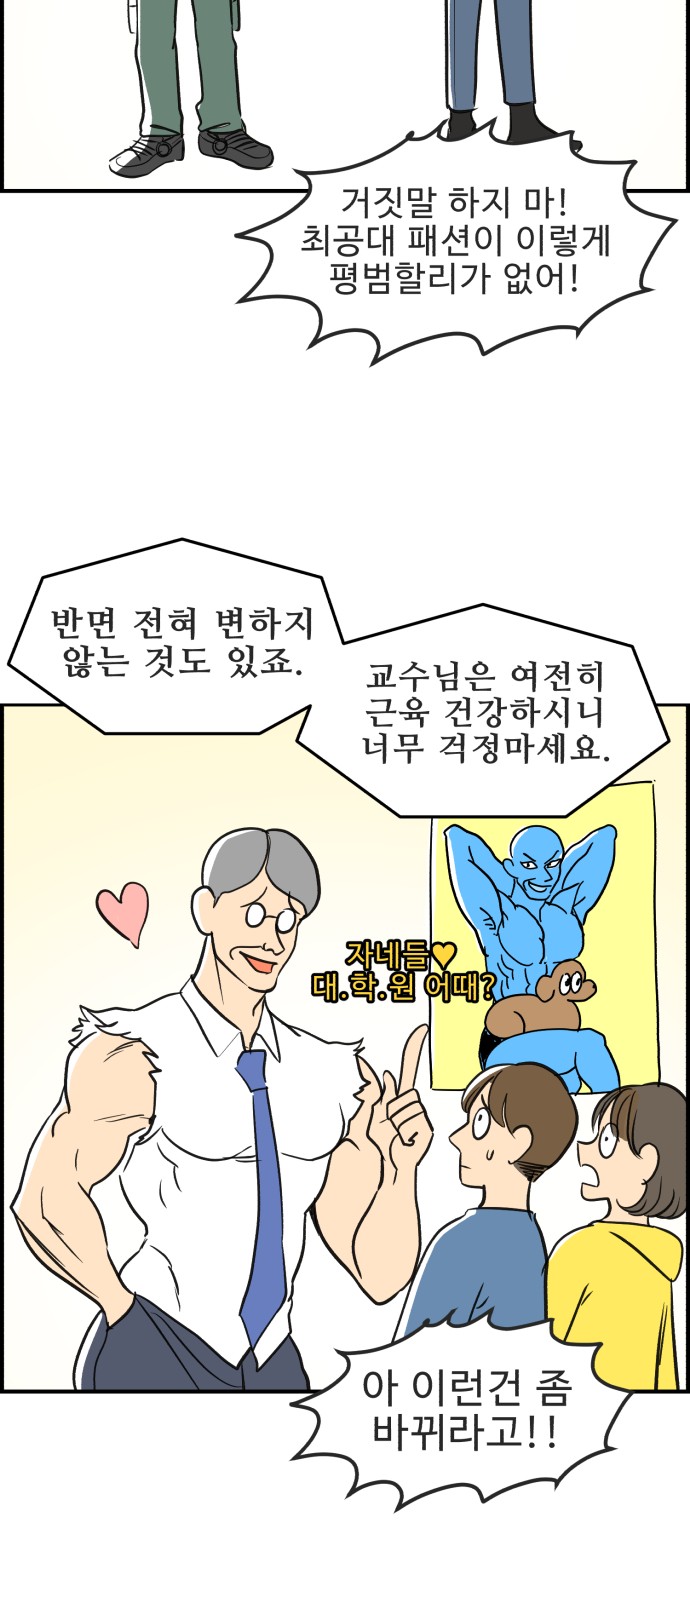 거짓말 하지 마!
최공대 패션이 이렇게
평범할리가 없어!
반면 전혀 변하지
않는 것도 있죠.
교수님은 여전히
근육 건강하시니
너무 걱정마세요.
자네들♥
대.학.원 어때?
아 이런건 좀
바뀌라고!!